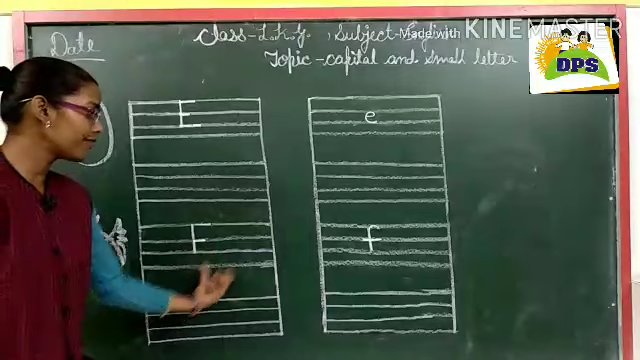 Date
Class-L.K.G. , Subject-
Made with KINEMASTER
Topic-capital and small letter
DPS
E e
F f